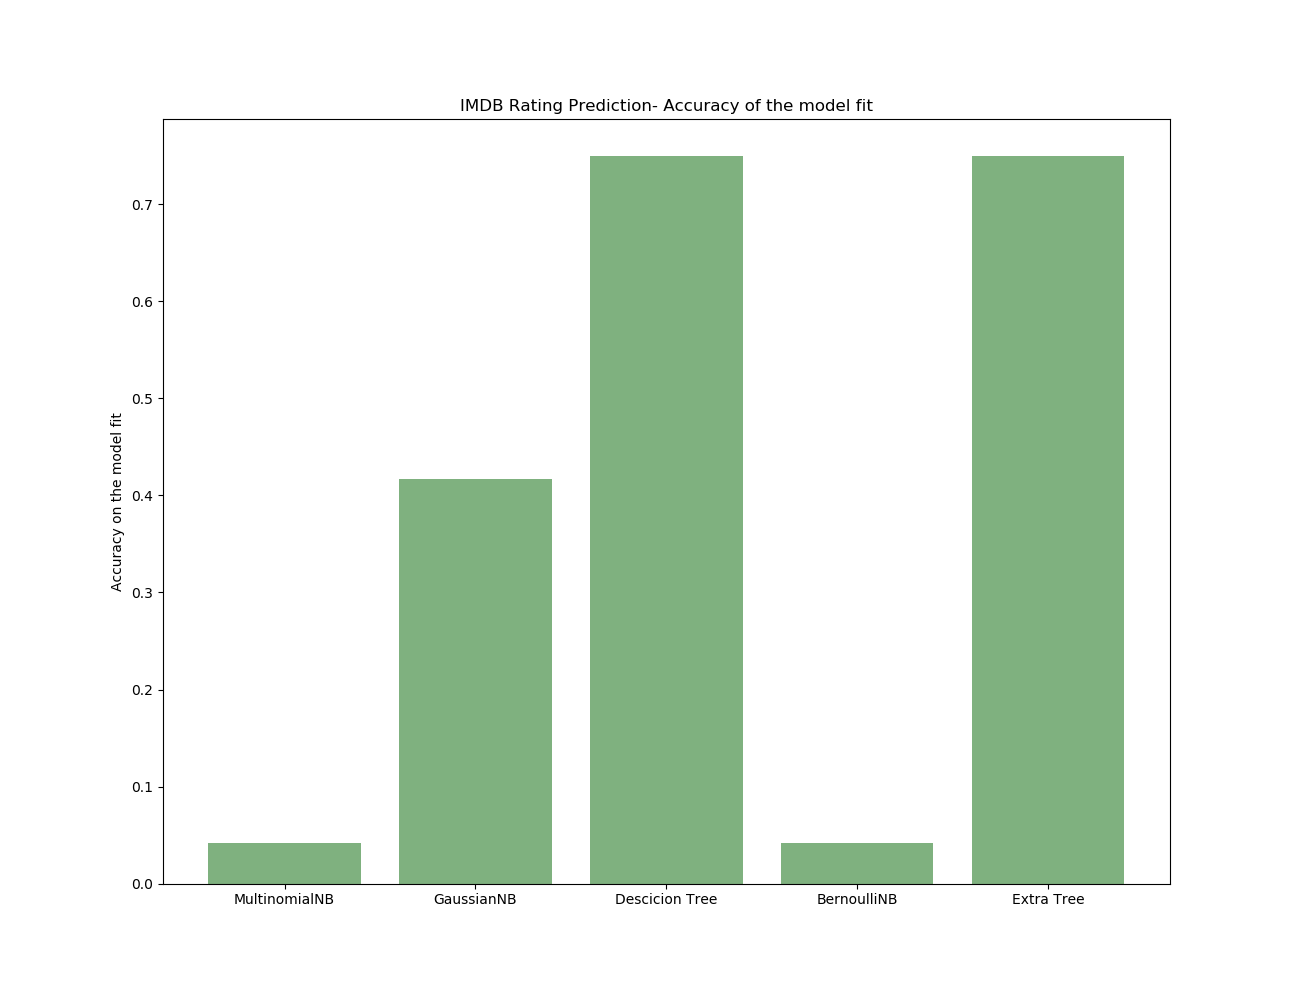 IMDB Rating Prediction- Accuracy of the model fit
Accuracy on the model fit
0.7
0.6
0.5
0.4
0.3
0.2
0.1
0.0
MultinomialNB GaussianNB Descicion Tree BernoulliNB Extra Tree